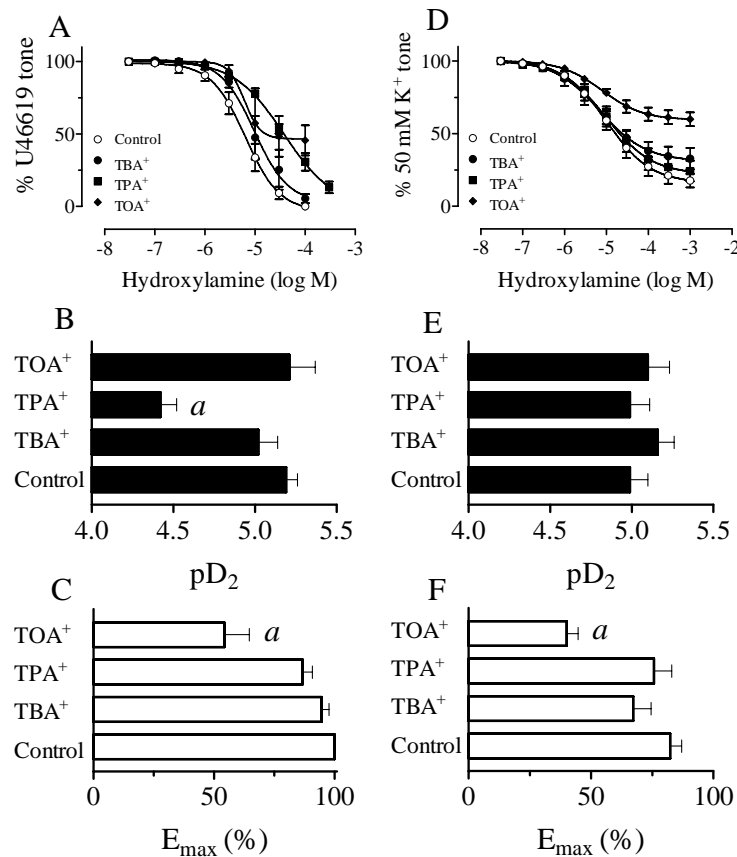 A
% U46619 tone
100
50
0
Control
TBA⁺
TPA⁺
TOA⁺
-8 -7 -6 -5 -4 -3
Hydroxylamine (log M)
D
% 50 mM K⁺ tone
100
50
0
Control
TBA⁺
TPA⁺
TOA⁺
-8 -7 -6 -5 -4 -3 -2
Hydroxylamine (log M)
B
TOA⁺
TPA⁺
a
TBA⁺
Control
4.0 4.5 5.0 5.5
pD₂
E
TOA⁺
TPA⁺
TBA⁺
Control
4.0 4.5 5.0 5.5
pD₂
C
TOA⁺
a
TPA⁺
TBA⁺
Control
0 50 100
Eₘₐₓ (%)
F
TOA⁺
a
TPA⁺
TBA⁺
Control
0 50 100
Eₘₐₓ (%)